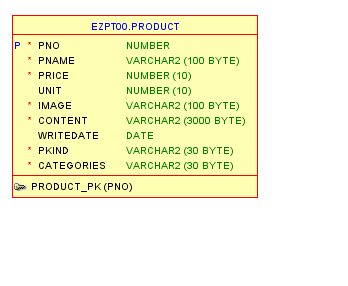 EZPT00.PRODUCT
P * PNO NUMBER
* PNAME VARCHAR2 (100 BYTE)
* PRICE NUMBER (10)
UNIT NUMBER (10)
* IMAGE VARCHAR2 (100 BYTE)
* CONTENT VARCHAR2 (3000 BYTE)
WRITEDATE DATE
* PKIND VARCHAR2 (30 BYTE)
* CATEGORIES VARCHAR2 (30 BYTE)
PRODUCT_PK (PNO)